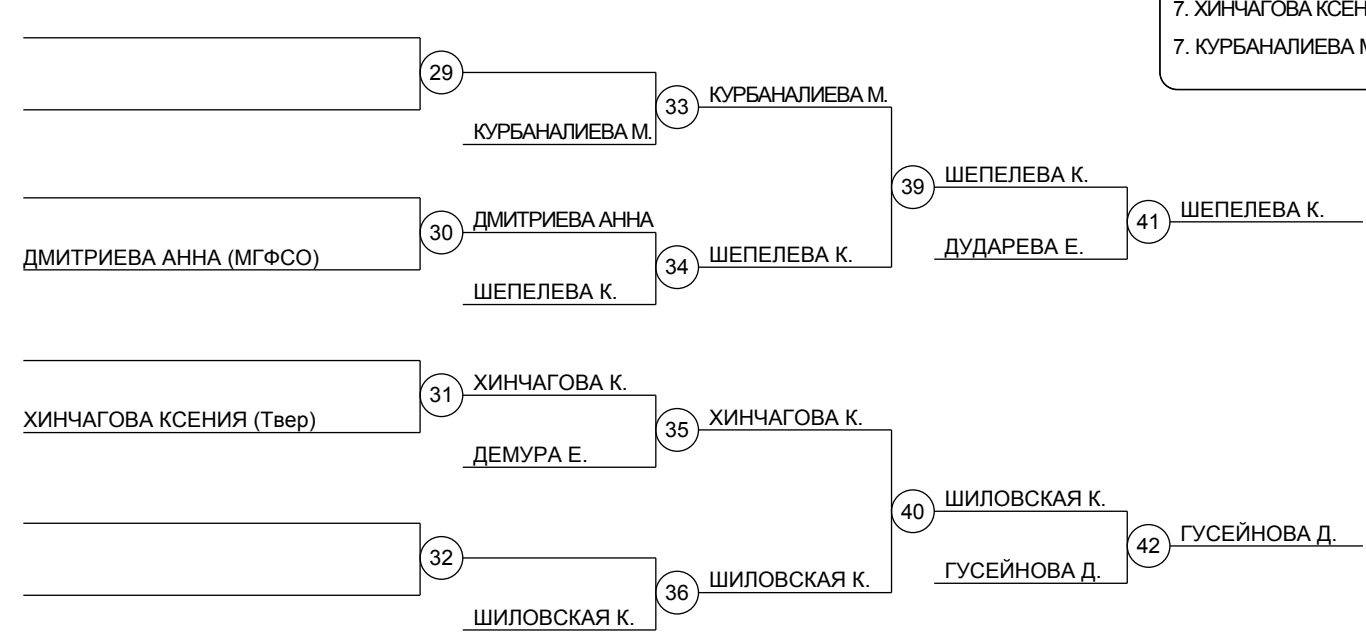 7. ХИНЧАГОВА КСЕН
7. КУРБАНАЛИЕВА
29
КУРБАНАЛИЕВА М.
33
КУРБАНАЛИЕВА М.
ДМИТРИЕВА АННА (МГФСО)
30
ДМИТРИЕВА АННА
ШЕПЕЛЕВА К.
34
ШЕПЕЛЕВА К.
39
ШЕПЕЛЕВА К.
ДУДАРЕВА Е.
41
ШЕПЕЛЕВА К.
ХИНЧАГОВА КСЕНИЯ (Твер)
31
ХИНЧАГОВА К.
ДЕМУРА Е.
35
ХИНЧАГОВА К.
32
ШИЛОВСКАЯ К.
36
ШИЛОВСКАЯ К.
40
ШИЛОВСКАЯ К.
ГУСЕЙНОВА Д.
42
ГУСЕЙНОВА Д.